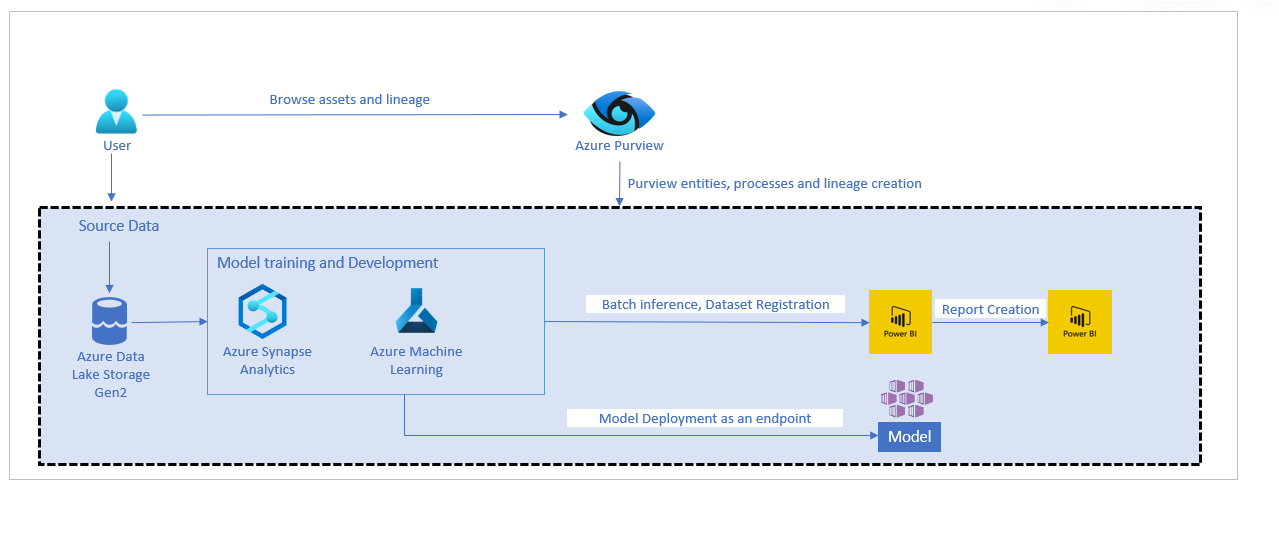 Browse assets and lineage
User
Azure Purview
Purview entities, processes and lineage creation
Source Data
Model training and Development
Batch inference, Dataset Registration
Report Creation
Power BI
Power BI
Azure Synapse
Analytics
Azure Machine
Learning
Azure Data
Lake Storage
Gen2
Model Deployment as an endpoint
Model